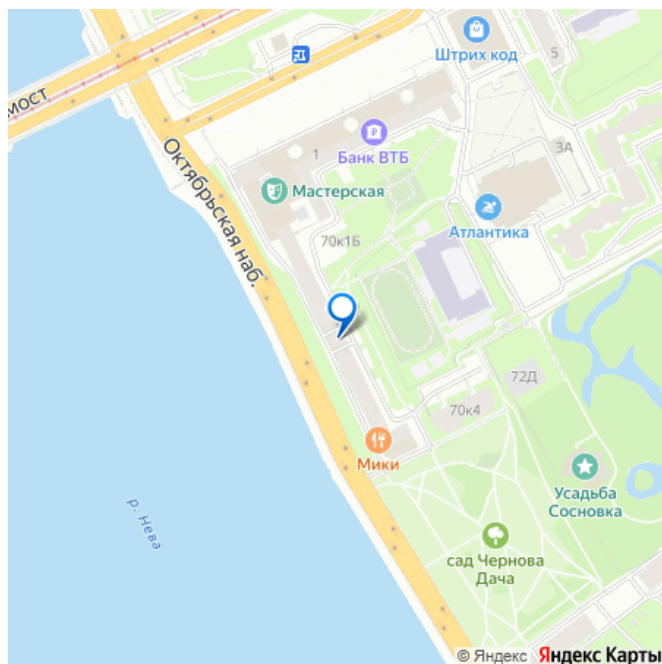 Штрих код
5
мост
Банк ВТБ
1
3А
Октябрьская наб.
Мастерская
Атлантика
70к1Б
72Д
70к4
Мики
Усадьба
Сосновка
р. Нева
сад Чернова
Дача
© Яндекс Яндекс Карты